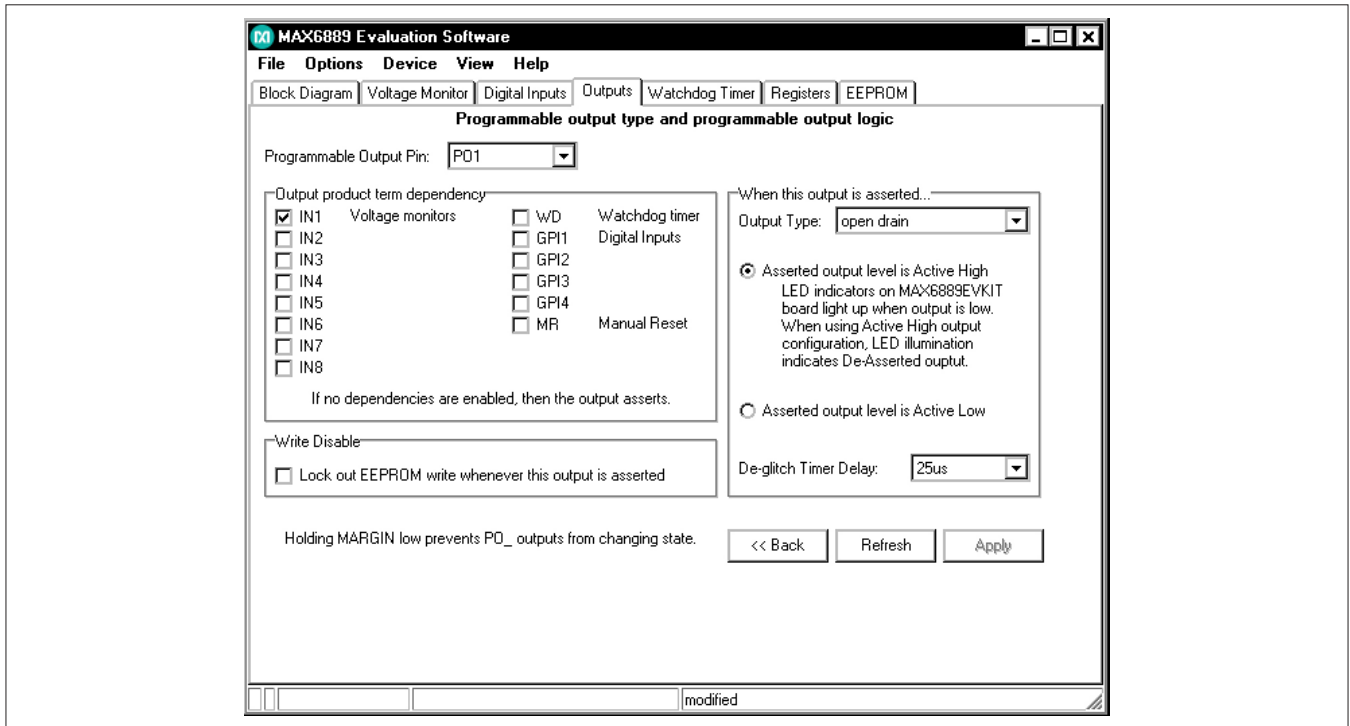 MAX6889 Evaluation Software
File Options Device View Help
Block Diagram Voltage Monitor Digital Inputs Outputs Watchdog Timer Registers EEPROM
Programmable output type and programmable output logic
Programmable Output Pin: PO1
Output product term dependency
IN1 Voltage monitors
IN2
IN3
IN4
IN5
IN6
IN7
IN8
WD Watchdog timer
GPI1 Digital Inputs
GPI2
GPI3
GPI4
MR Manual Reset
If no dependencies are enabled, then the output asserts.
Write Disable
Lock out EEPROM write whenever this output is asserted
When this output is asserted...
Output Type: open drain
Asserted output level is Active High
LED indicators on MAX6889EVKIT
board light up when output is low.
When using Active High output
configuration, LED illumination
indicates De-Asserted ouptut.
Asserted output level is Active Low
De-glitch Timer Delay: 25us
Holding MARGIN low prevents PO_ outputs from changing state.
<< Back Refresh Apply
modified